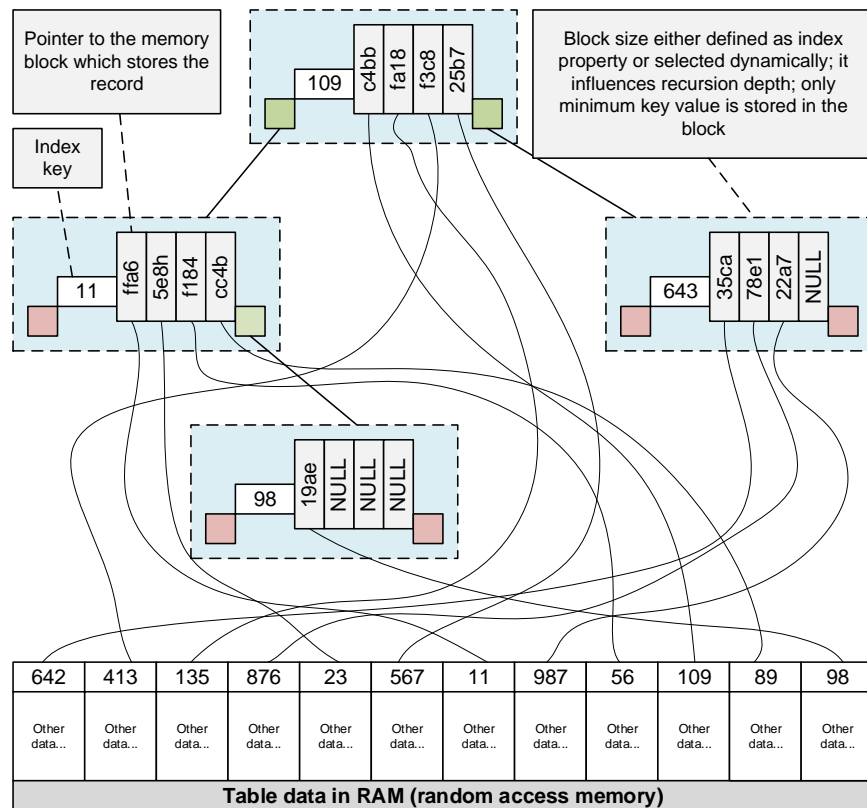 Pointer to the memory
block which stores the
record
109
c4bb
fa18
f3c8
25b7
Block size either defined as index
property or selected dynamically; it
influences recursion depth; only
minimum key value is stored in the
block
Index
key
11
ffa6
5e8h
f184
cc4b
643
35ca
78e1
22a7
NULL
98
19ae
NULL
NULL
NULL
642 413 135 876 23 567 11 987 56 109 89 98
Other Other Other Other Other Other Other Other Other Other Other Other
data... data... data... data... data... data... data... data... data... data... data... data...
Table data in RAM (random access memory)